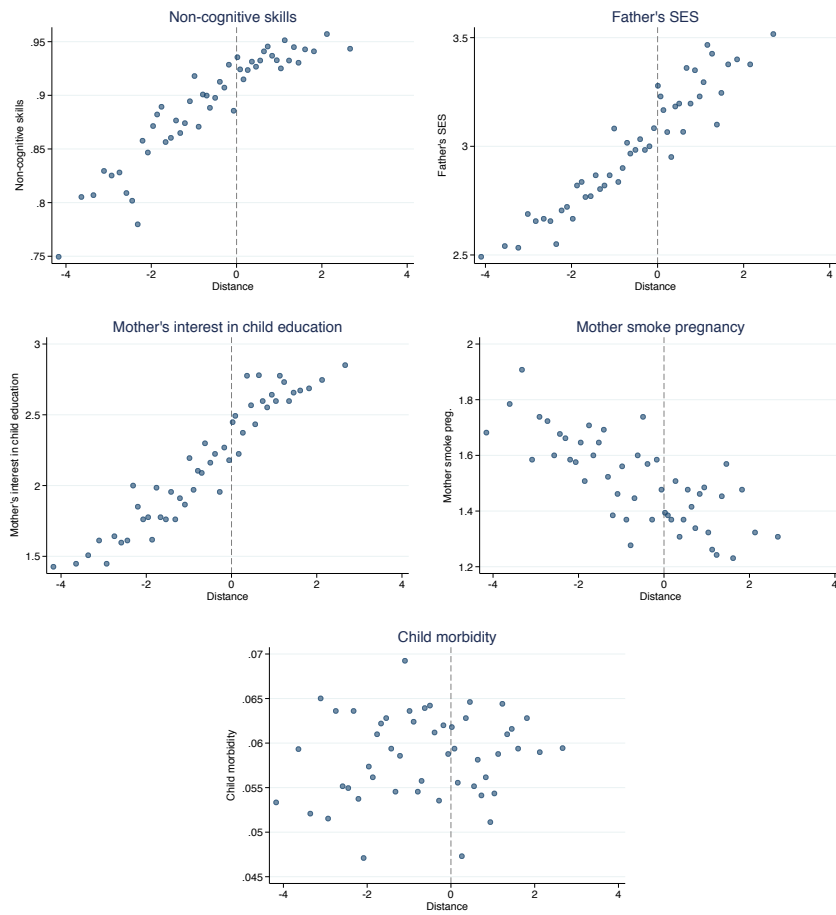 Non-cognitive skills
Non-cognitive skills
.95
.9
.85
.8
.75
-4 -2 0 2 4
Distance
Father's SES
Father's SES
3.5
3
2.5
-4 -2 0 2 4
Distance
Mother's interest in child education
Mother's interest in child education
3
2.5
2
1.5
-4 -2 0 2 4
Distance
Mother smoke pregnancy
Mother smoke preg.
2
1.8
1.6
1.4
1.2
-4 -2 0 2 4
Distance
Child morbidity
Child morbidity
.07
.065
.06
.055
.05
.045
-4 -2 0 2 4
Distance